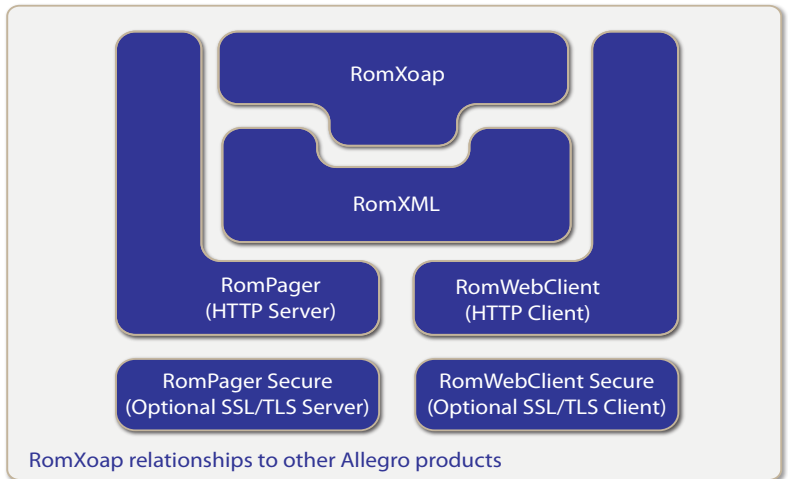 RomXoap
RomXML
RomPager
(HTTP Server)
RomWebClient
(HTTP Client)
RomPager Secure
(Optional SSL/TLS Server)
RomWebClient Secure
(Optional SSL/TLS Client)
RomXoap relationships to other Allegro products